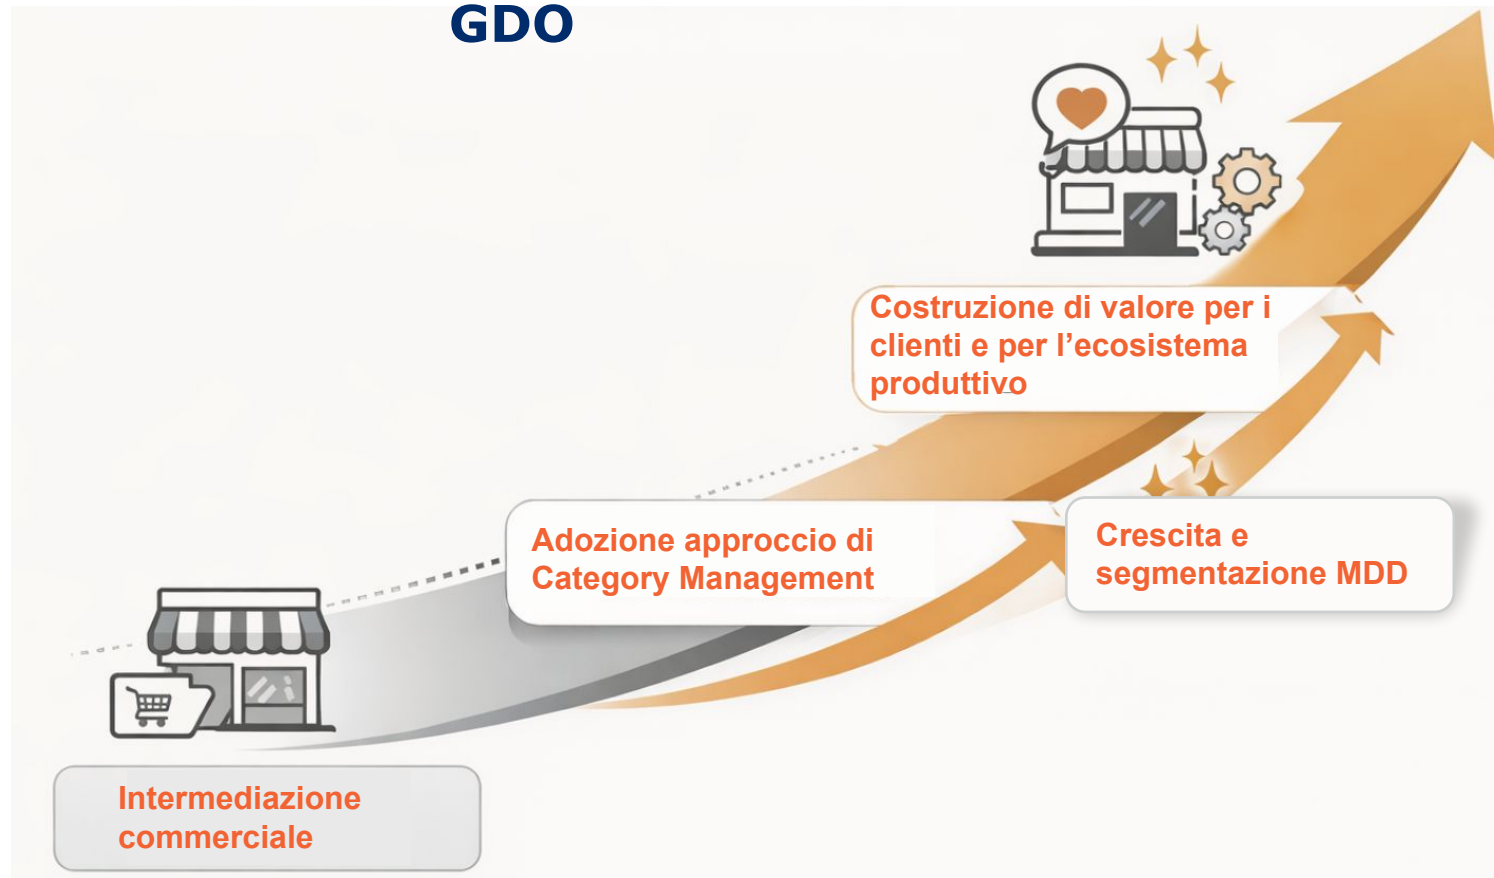 GDO
Costruzione di valore per i
clienti e per l’ecosistema
produttivo
Adozione approccio di
Category Management
Crescita e
segmentazione MDD
Intermediazione
commerciale